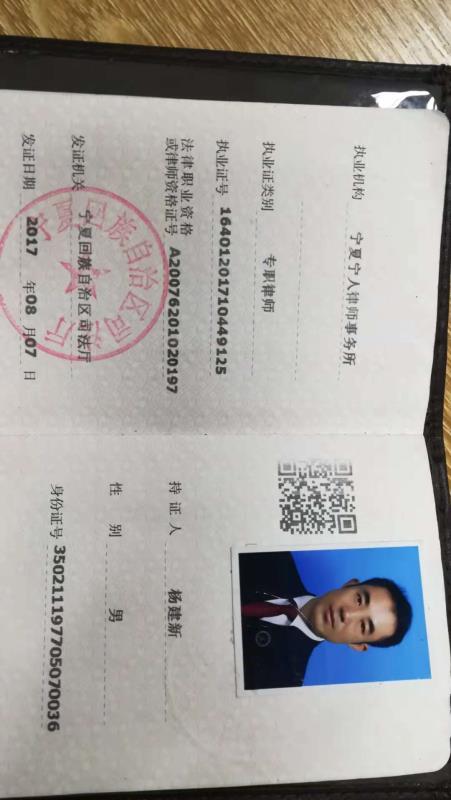 执业机构 宁夏宁人律师事务所
执业证类别 专职律师
执业证号 16401201710449125
法律职业资格
或律师资格证号 A20076201020197
发证机关 宁夏回族自治区司法厅
发证日期 2017 年 08 月 07 日
宁夏回族自治区司法厅
持证人 杨建新
性别 男
身份证号 350211197705070036